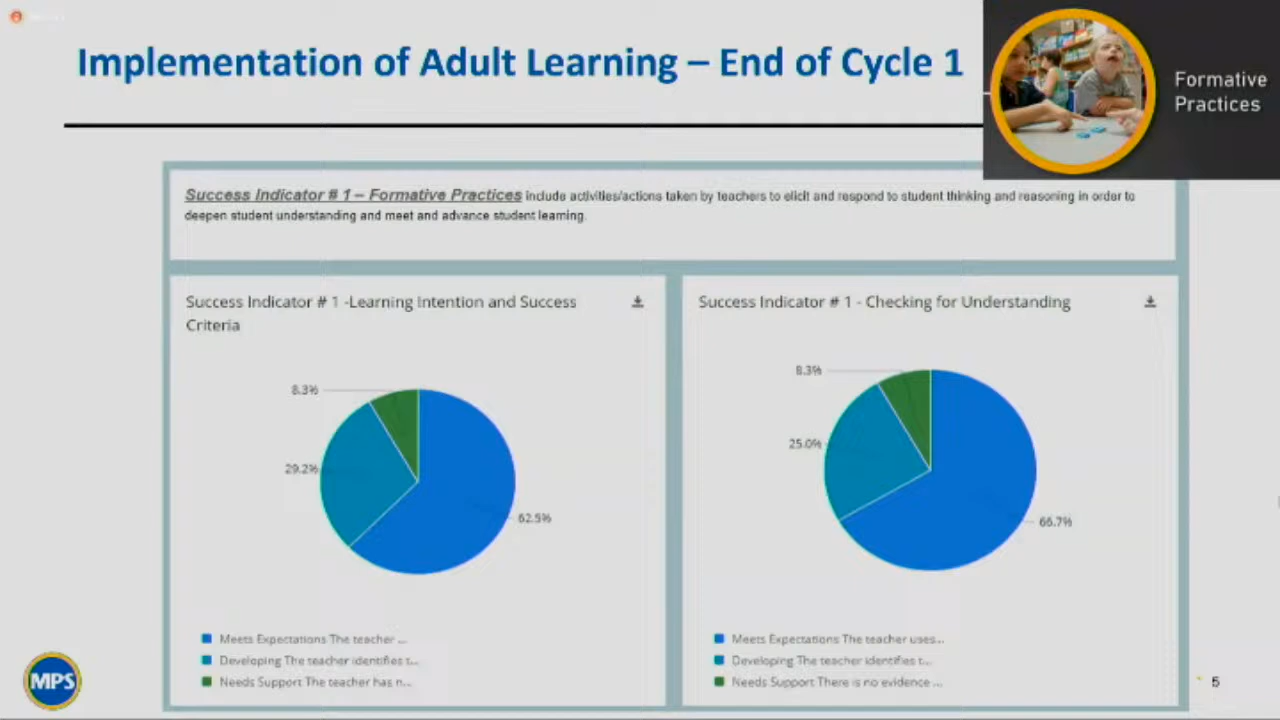 Implementation of Adult Learning – End of Cycle 1
Formative
Practices
Success Indicator # 1 – Formative Practices include activities/actions taken by teachers to elicit and respond to student thinking and reasoning in order to
deepen student understanding and meet and advance student learning.
Success Indicator # 1 -Learning Intention and Success
Criteria
8.3%
29.2%
62.5%
Meets Expectations The teacher ...
Developing The teacher identifies t...
Needs Support The teacher has n...
Success Indicator # 1 - Checking for Understanding
8.3%
25.0%
66.7%
Meets Expectations The teacher uses...
Developing The teacher identifies t...
Needs Support There is no evidence ...
MPS
5